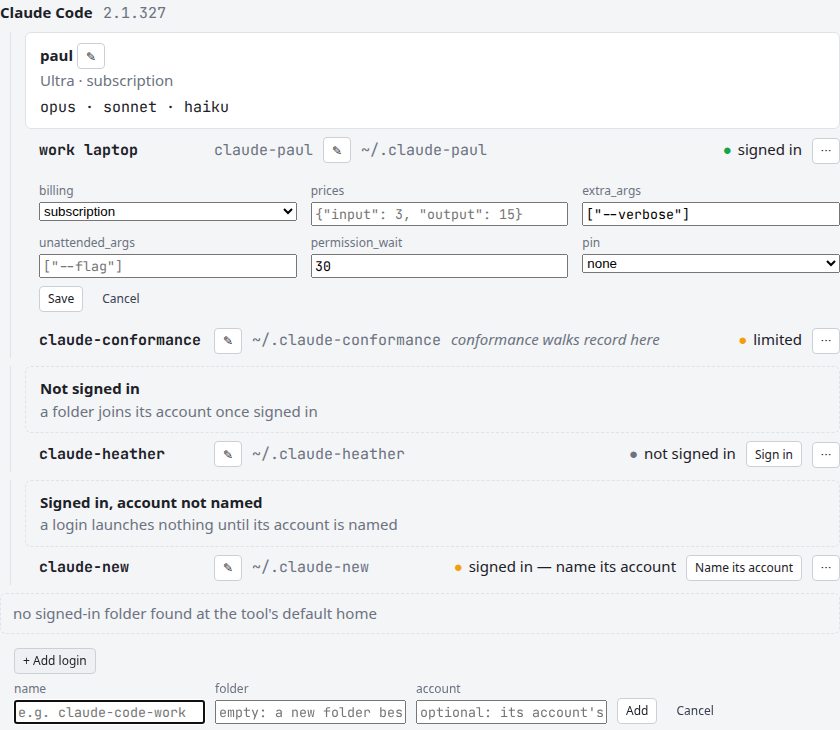 Claude Code 2.1.327
paul ✎
Ultra · subscription
opus · sonnet · haiku
work laptop claude-paul ✎ ~/.claude-paul ● signed in ...
billing prices extra_args
subscription {"input": 3, "output": 15} ["--verbose"]
unattended_args permission_wait pin
["--flag"] 30 none
Save Cancel
claude-conformance ✎ ~/.claude-conformance conformance walks record here ● limited ...
Not signed in
a folder joins its account once signed in
claude-heather ✎ ~/.claude-heather ● not signed in Sign in ...
Signed in, account not named
a login launches nothing until its account is named
claude-new ✎ ~/.claude-new ● signed in — name its account Name its account ...
no signed-in folder found at the tool's default home
+ Add login
name folder account
e.g. claude-code-work empty: a new folder bes optional: its account's Add Cancel